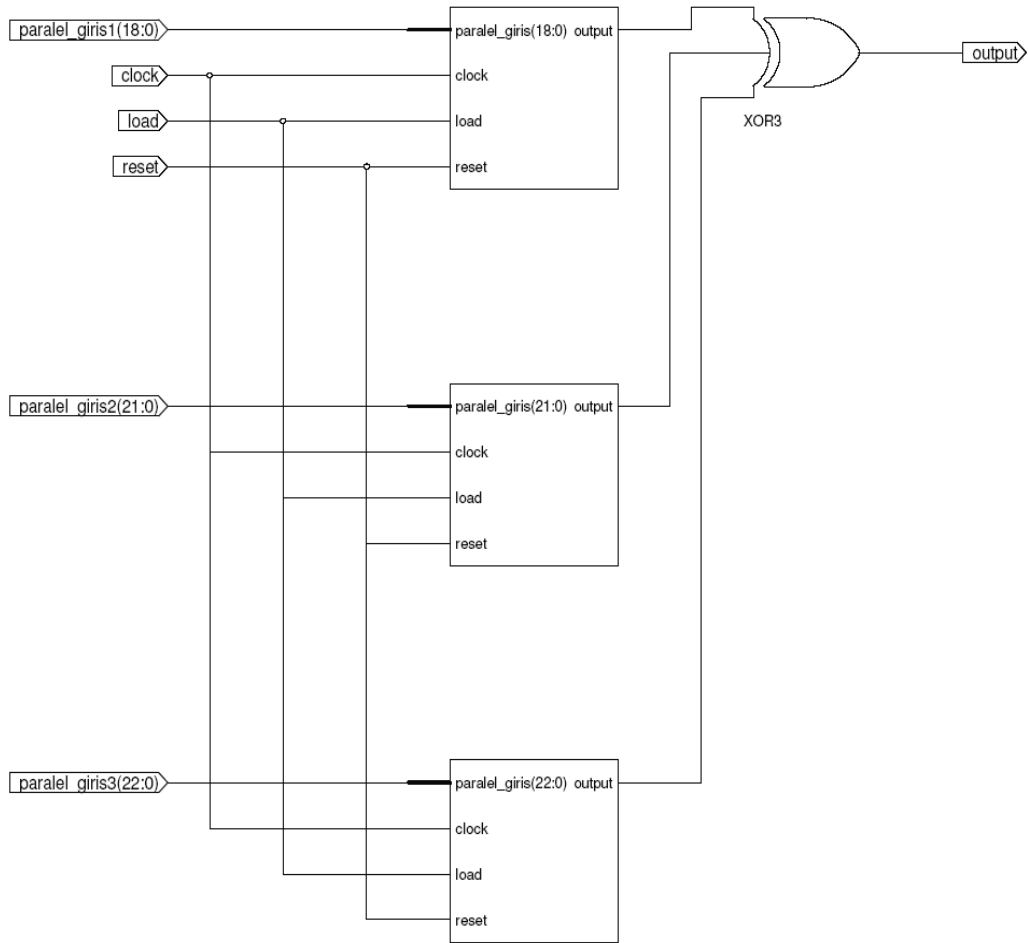 paralel_giris1(18:0)
paralel_giris(18:0) output
output
clock
clock
load
load
XOR3
reset
reset
paralel_giris2(21:0)
paralel_giris(21:0) output
clock
load
reset
paralel_giris3(22:0)
paralel_giris(22:0) output
clock
load
reset